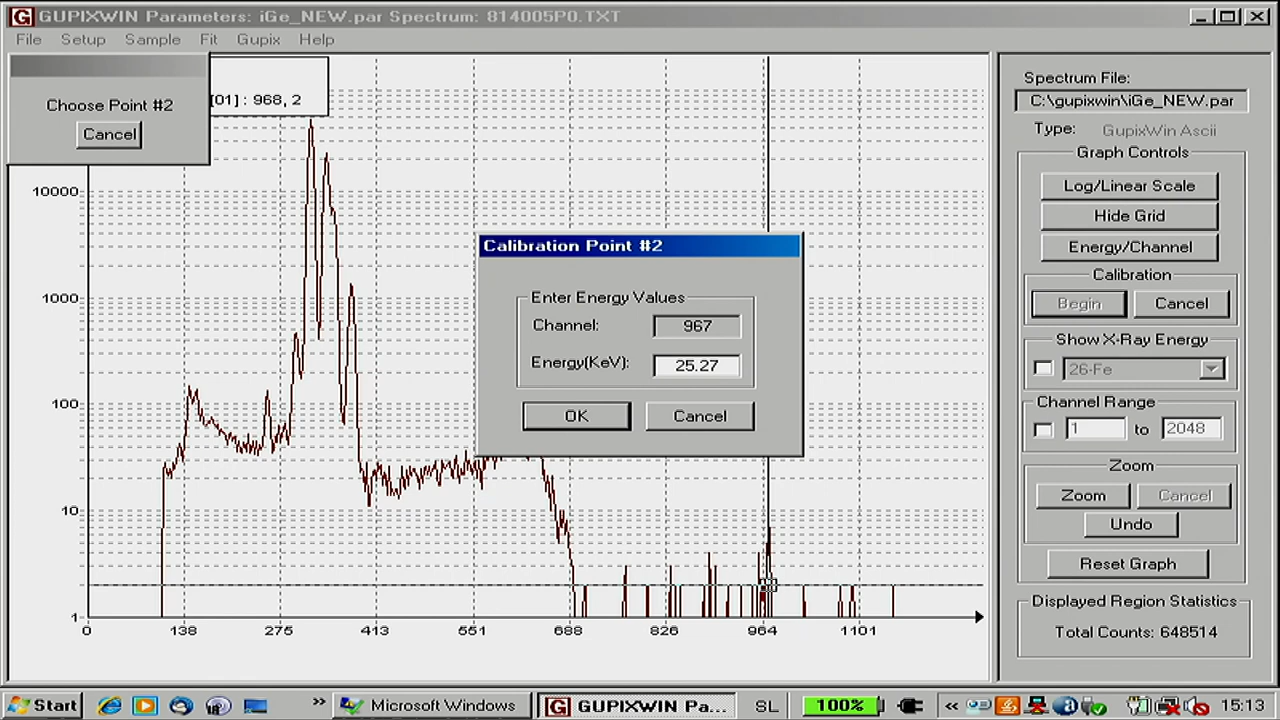 GUPIXWIN Parameters: iGe_NEW.par Spectrum: 814005P0.TXT
File Setup Sample Fit Gupix Help
Choose Point #2
Cancel
[01] : 968, 2
10000
1000
100
10
1
0 138 275 413 551 688 826 964 1101
Calibration Point #2
Enter Energy Values
Channel: 967
Energy(KeV): 25.27
OK Cancel
Spectrum File:
C:\gupixwin\iGe_NEW.par
Type: GupixWin Ascii
Graph Controls
Log/Linear Scale
Hide Grid
Energy/Channel
Calibration
Begin Cancel
Show X-Ray Energy
26-Fe
Channel Range
1 to 2048
Zoom
Zoom Cancel
Undo
Reset Graph
Displayed Region Statistics
Total Counts: 648514
Start » Microsoft Windows GUPIXWIN Pa... SL 100% « 15:13